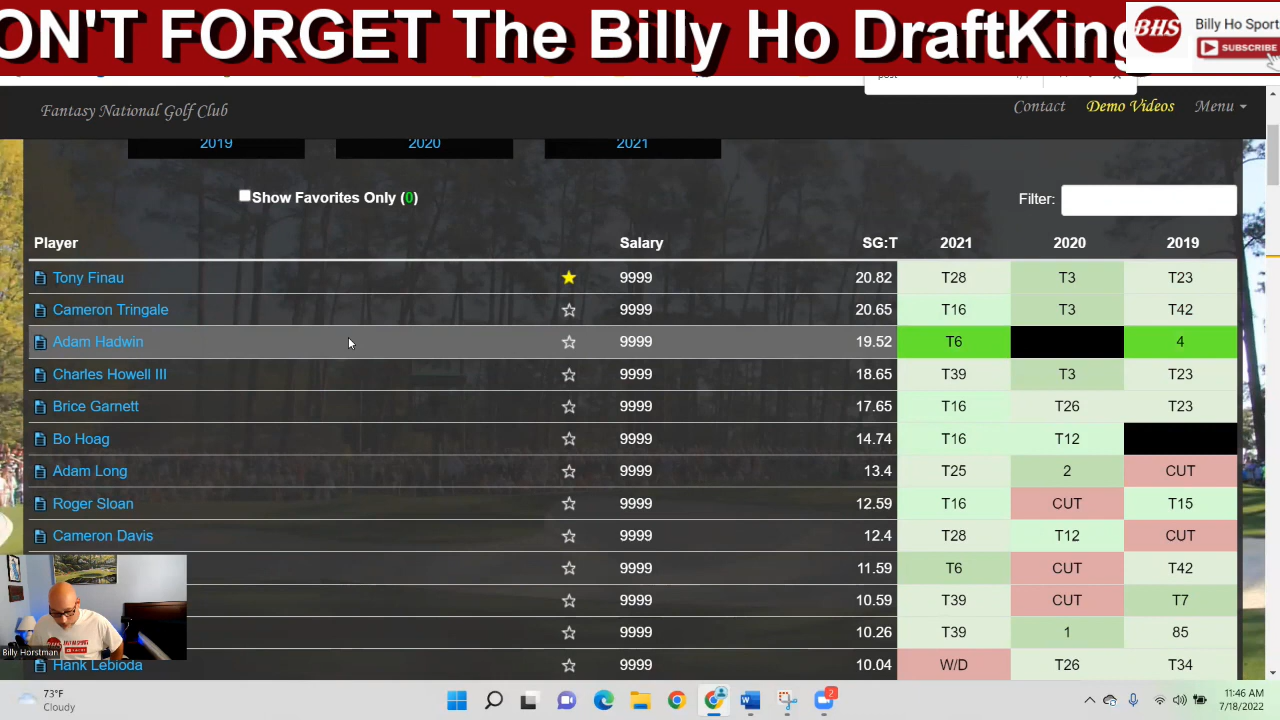 ON'T FORGET The Billy Ho DraftKing
BHS
Billy Ho Sport
SUBSCRIBE
post
Fantasy National Golf Club
Contact
Demo Videos
Menu
2019 2020 2021
Show Favorites Only (0)
Filter:
Player Salary SG:T 2021 2020 2019
Tony Finau 9999 20.82 T28 T3 T23
Cameron Tringale 9999 20.65 T16 T3 T42
Adam Hadwin 9999 19.52 T6 4
Charles Howell III 9999 18.65 T39 T3 T23
Brice Garnett 9999 17.65 T16 T26 T23
Bo Hoag 9999 14.74 T16 T12
Adam Long 9999 13.4 T25 2 CUT
Roger Sloan 9999 12.59 T16 CUT T15
Cameron Davis 9999 12.4 T28 T12 CUT
9999 11.59 T6 CUT T42
9999 10.59 T39 CUT T7
9999 10.26 T39 1 85
Hank Lebioda 9999 10.04 W/D T26 T34
Billy Horstman
73°F
Cloudy
2
11:46 AM
7/18/2022